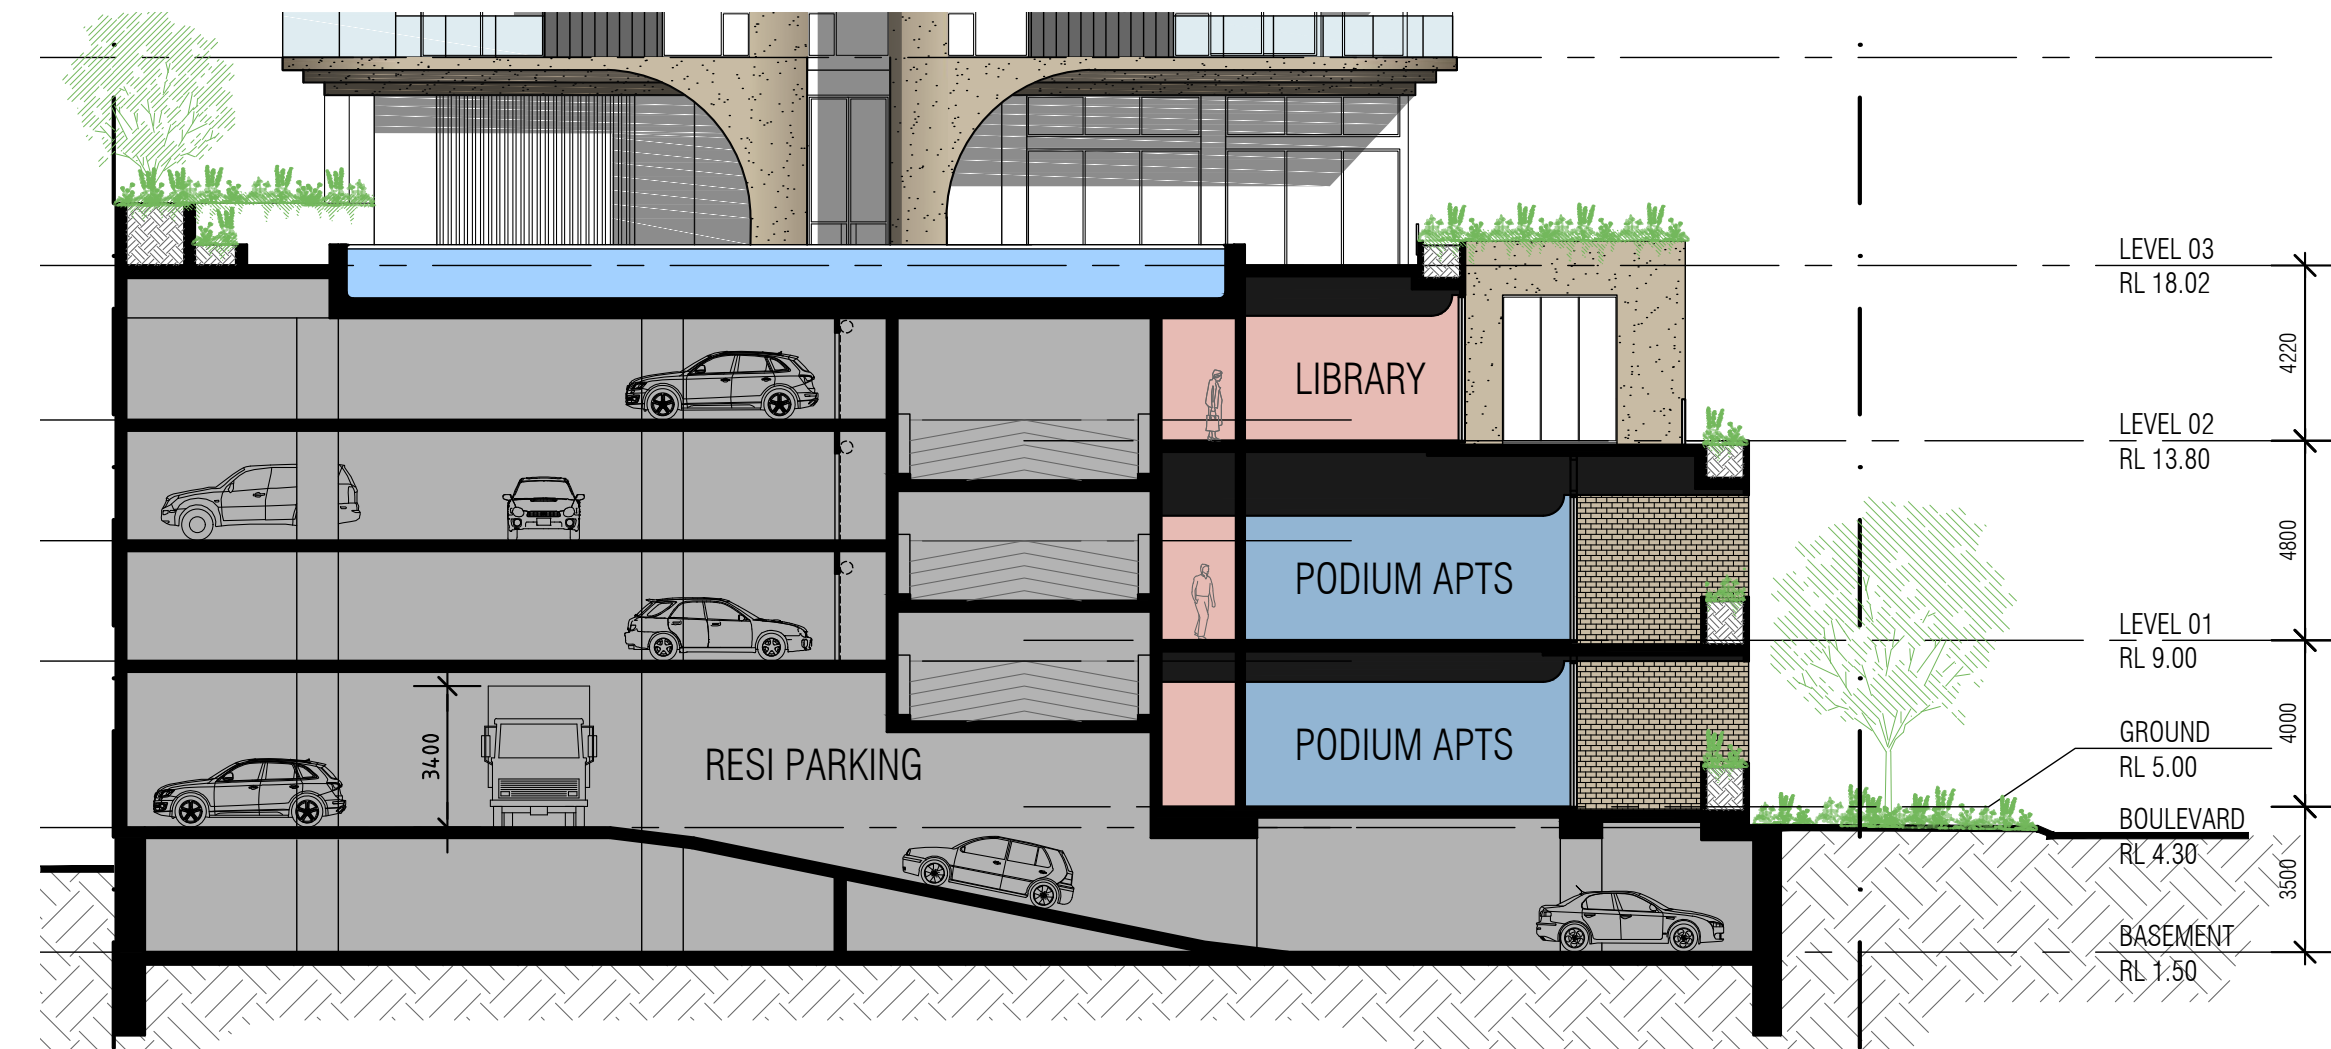 LEVEL 03
RL 18.02
4220
LIBRARY
LEVEL 02
RL 13.80
4800
PODIUM APTS
LEVEL 01
RL 9.00
4000
GROUND
RL 5.00
PODIUM APTS
3400
RESI PARKING
BOULEVARD
RL 4.30
3500
BASEMENT
RL 1.50